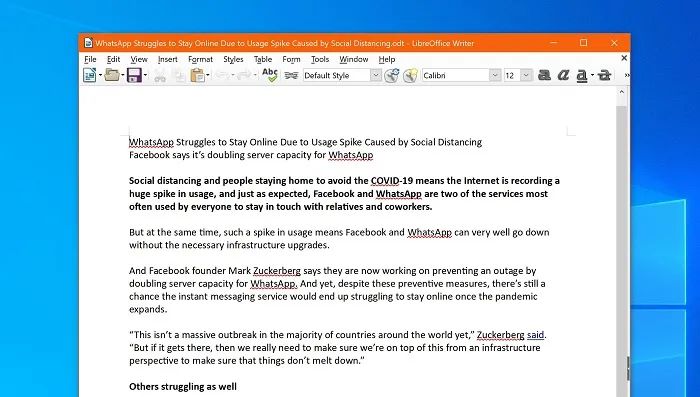 WhatsApp Struggles to Stay Online Due to Usage Spike Caused by Social Distancing.odt - LibreOffice Writer
File Edit View Insert Format Styles Table Form Tools Window Help
Abc Default Style Calibri 12 a a a a
WhatsApp Struggles to Stay Online Due to Usage Spike Caused by Social Distancing
Facebook says it's doubling server capacity for WhatsApp
Social distancing and people staying home to avoid the COVID-19 means the Internet is recording a
huge spike in usage, and just as expected, Facebook and WhatsApp are two of the services most
often used by everyone to stay in touch with relatives and coworkers.
But at the same time, such a spike in usage means Facebook and WhatsApp can very well go down
without the necessary infrastructure upgrades.
And Facebook founder Mark Zuckerberg says they are now working on preventing an outage by
doubling server capacity for WhatsApp. And yet, despite these preventive measures, there's still a
chance the instant messaging service would end up struggling to stay online once the pandemic
expands.
“This isn't a massive outbreak in the majority of countries around the world yet,” Zuckerberg said.
“But if it gets there, then we really need to make sure we're on top of this from an infrastructure
perspective to make sure that things don't melt down.”
Others struggling as well